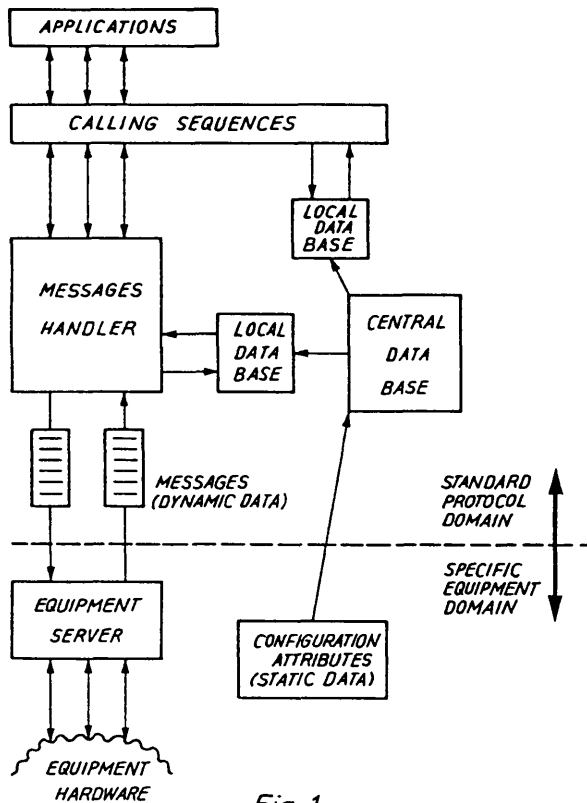 APPLICATIONS
CALLING SEQUENCES
LOCAL
DATA
BASE
MESSAGES
HANDLER
LOCAL
DATA
BASE
CENTRAL
DATA
BASE
MESSAGES
(DYNAMIC DATA)
STANDARD
PROTOCOL
DOMAIN
SPECIFIC
EQUIPMENT
DOMAIN
EQUIPMENT
SERVER
CONFIGURATION
ATTRIBUTES
(STATIC DATA)
EQUIPMENT
HARDWARE
Fig. 1